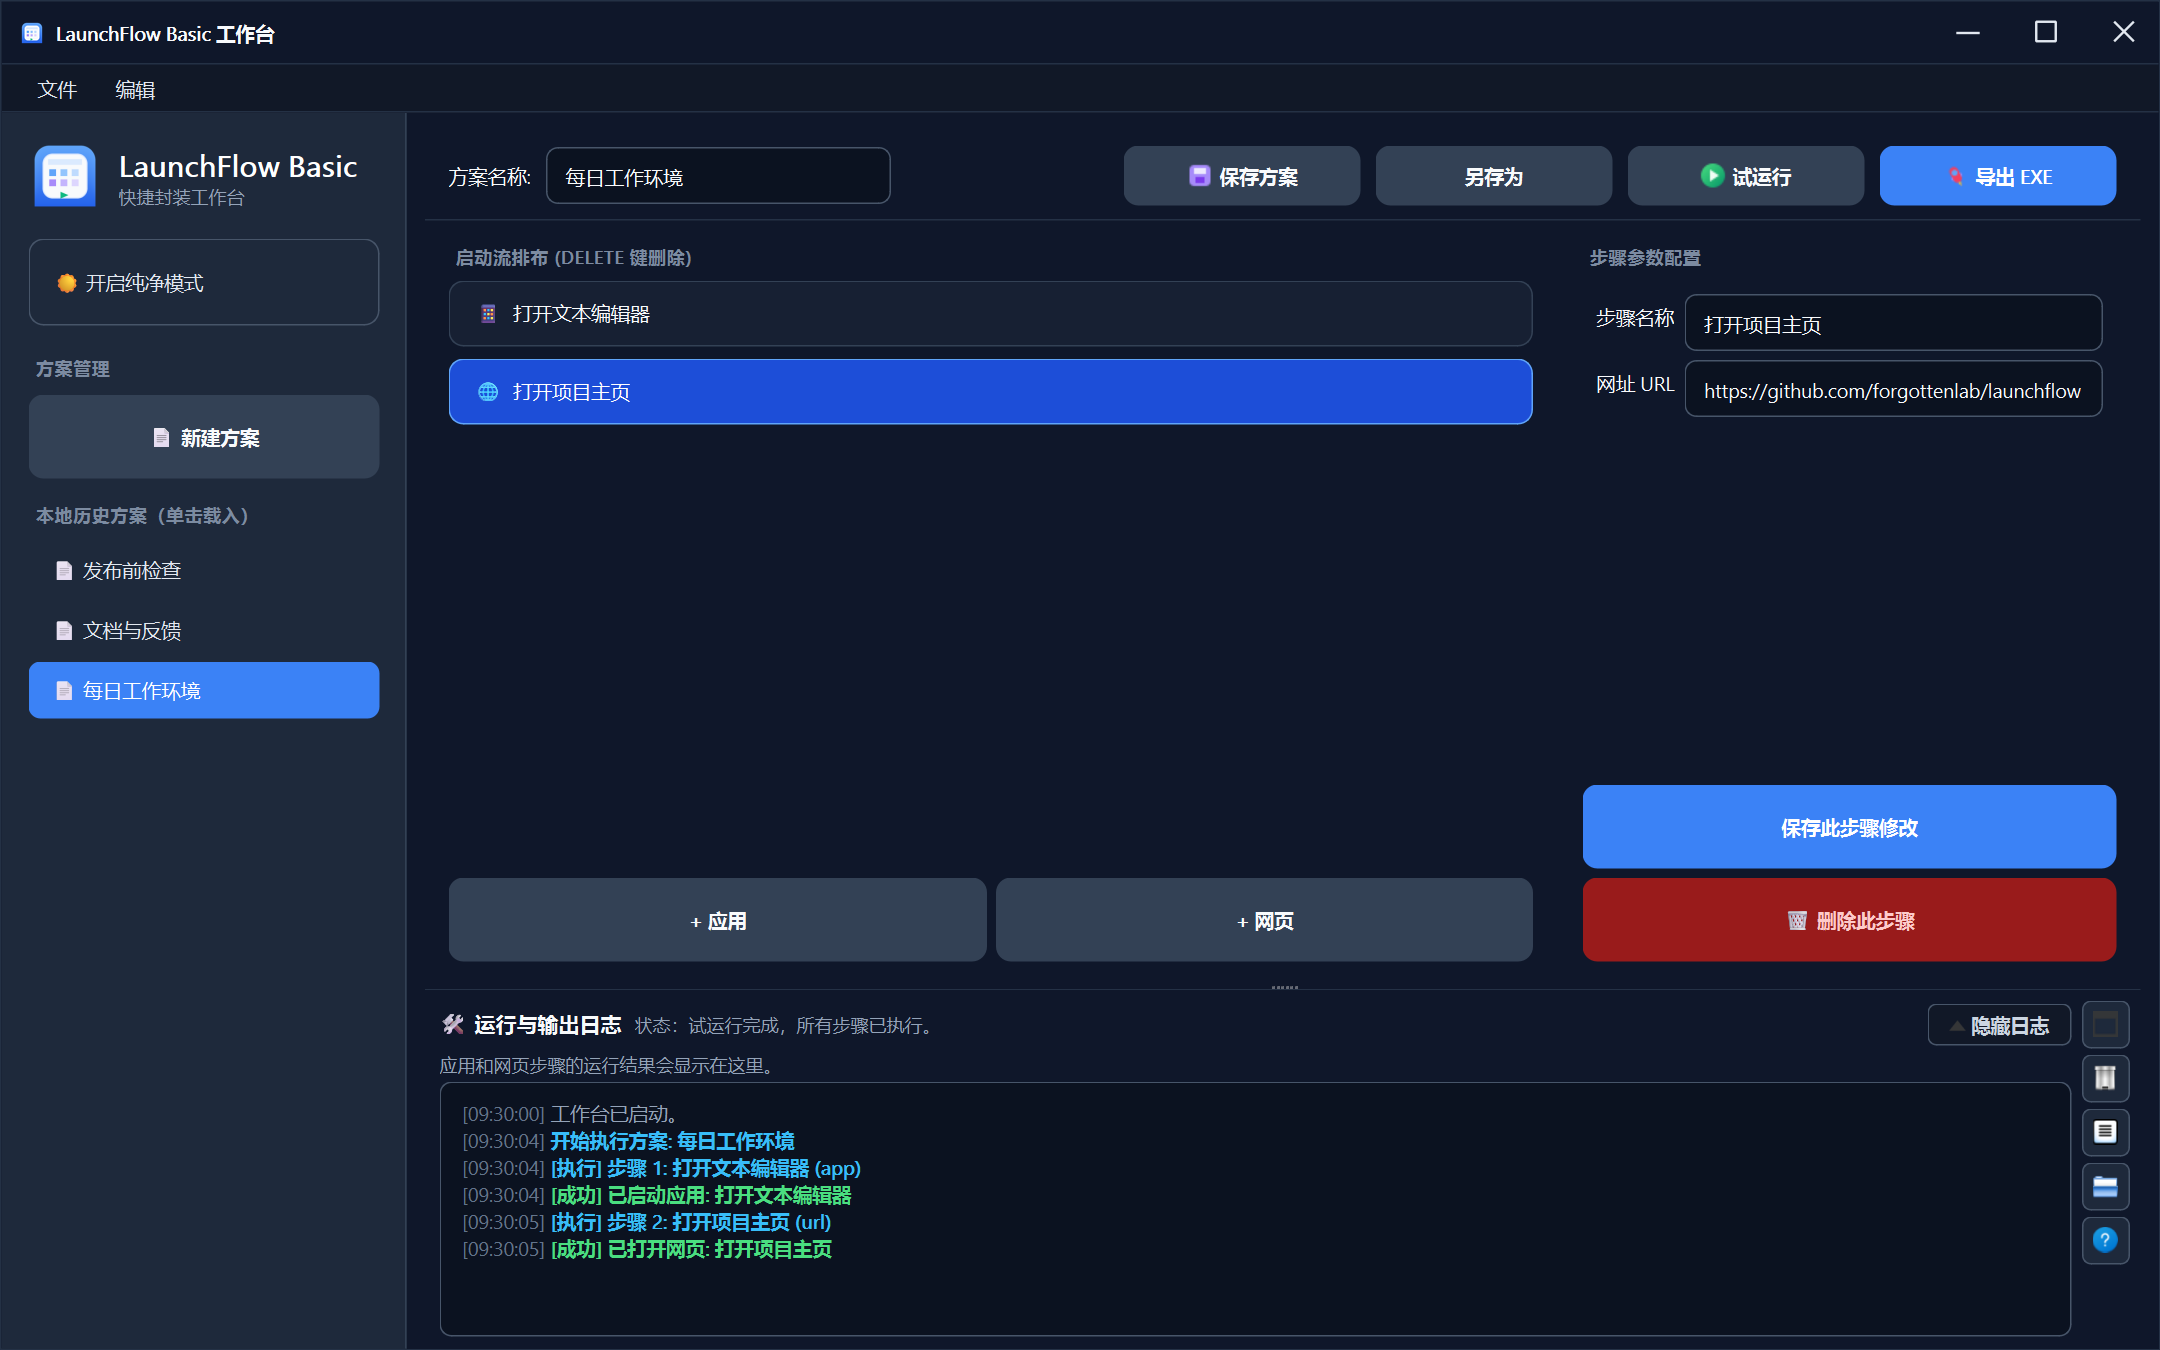 LaunchFlow Basic 工作台
文件 编辑
LaunchFlow Basic
快捷封装工作台
开启纯净模式
方案管理
新建方案
本地历史方案（单击载入）
发布前检查
文档与反馈
每日工作环境
方案名称: 每日工作环境
保存方案 另存为 试运行 导出 EXE
启动流排布 (DELETE 键删除)
打开文本编辑器
打开项目主页
+ 应用 + 网页
步骤参数配置
步骤名称 打开项目主页
网址 URL https://github.com/forgottenlab/launchflow
保存此步骤修改
删除此步骤
运行与输出日志 状态：试运行完成，所有步骤已执行。
隐藏日志
应用和网页步骤的运行结果会显示在这里。
[09:30:00] 工作台已启动。
[09:30:04] 开始执行方案: 每日工作环境
[09:30:04] [执行] 步骤 1: 打开文本编辑器 (app)
[09:30:04] [成功] 已启动应用: 打开文本编辑器
[09:30:05] [执行] 步骤 2: 打开项目主页 (url)
[09:30:05] [成功] 已打开网页: 打开项目主页